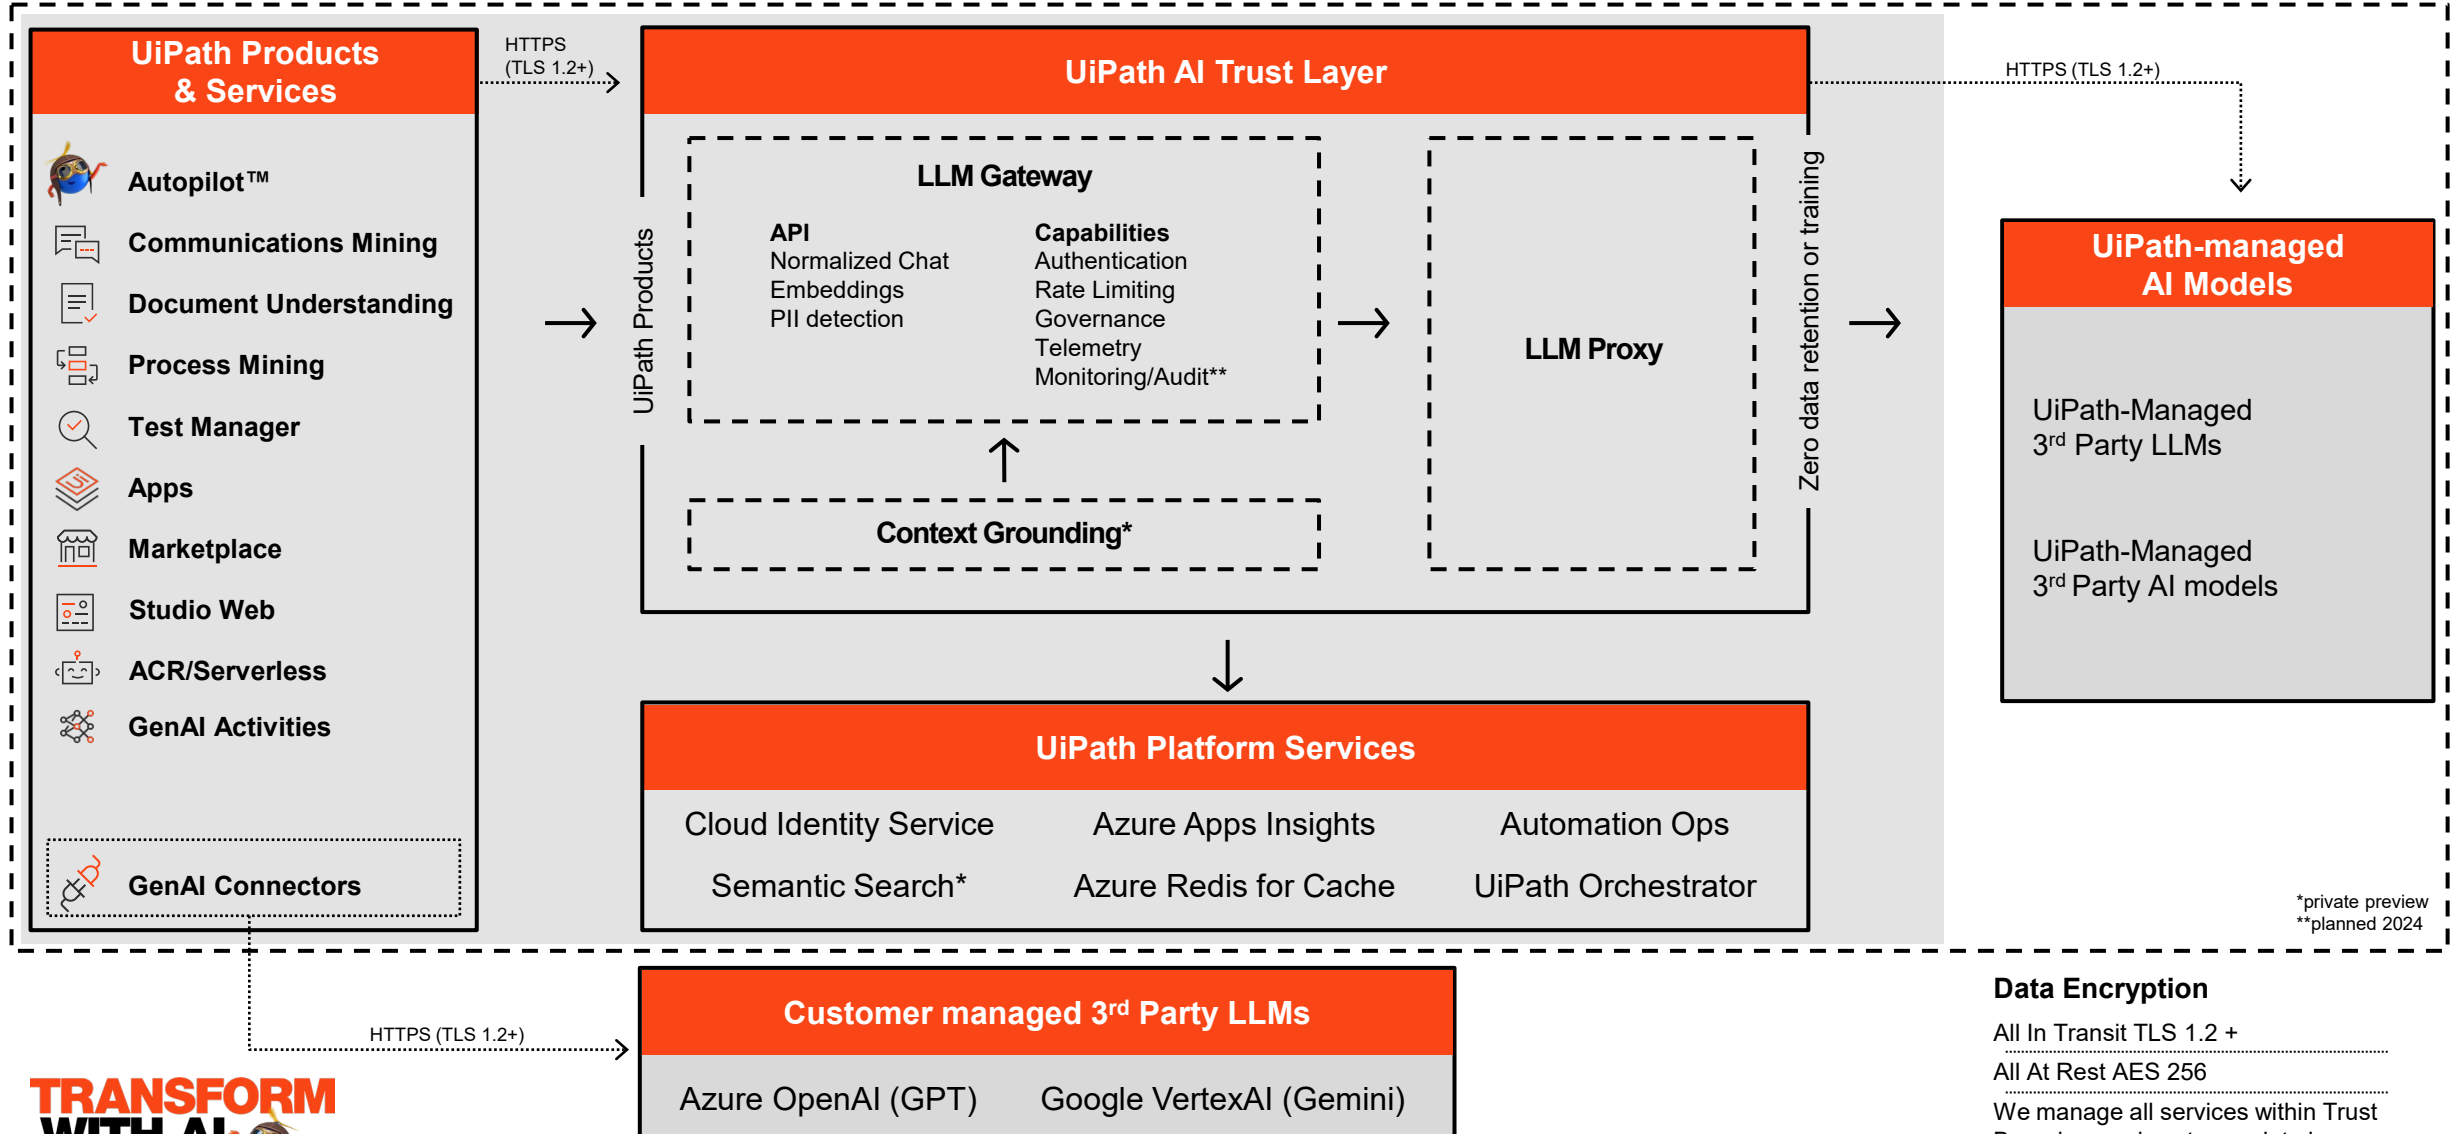 UiPath Products
& Services
Autopilot™
Communications Mining
Document Understanding
Process Mining
Test Manager
Apps
Marketplace
Studio Web
ACR/Serverless
GenAI Activities
GenAI Connectors
HTTPS
(TLS 1.2+)
UiPath AI Trust Layer
UiPath Products
LLM Gateway
API
Normalized Chat
Embeddings
PII detection
Capabilities
Authentication
Rate Limiting
Governance
Telemetry
Monitoring/Audit**
Context Grounding*
LLM Proxy
Zero data retention or training
HTTPS (TLS 1.2+)
UiPath-managed
AI Models
UiPath-Managed
3rd Party LLMs
UiPath-Managed
3rd Party AI models
UiPath Platform Services
Cloud Identity Service
Azure Apps Insights
Automation Ops
Semantic Search*
Azure Redis for Cache
UiPath Orchestrator
*private preview
**planned 2024
HTTPS (TLS 1.2+)
Customer managed 3rd Party LLMs
Azure OpenAI (GPT)
Google VertexAI (Gemini)
TRANSFORM
WITH AI
Data Encryption
All In Transit TLS 1.2 +
All At Rest AES 256
We manage all services within Trust